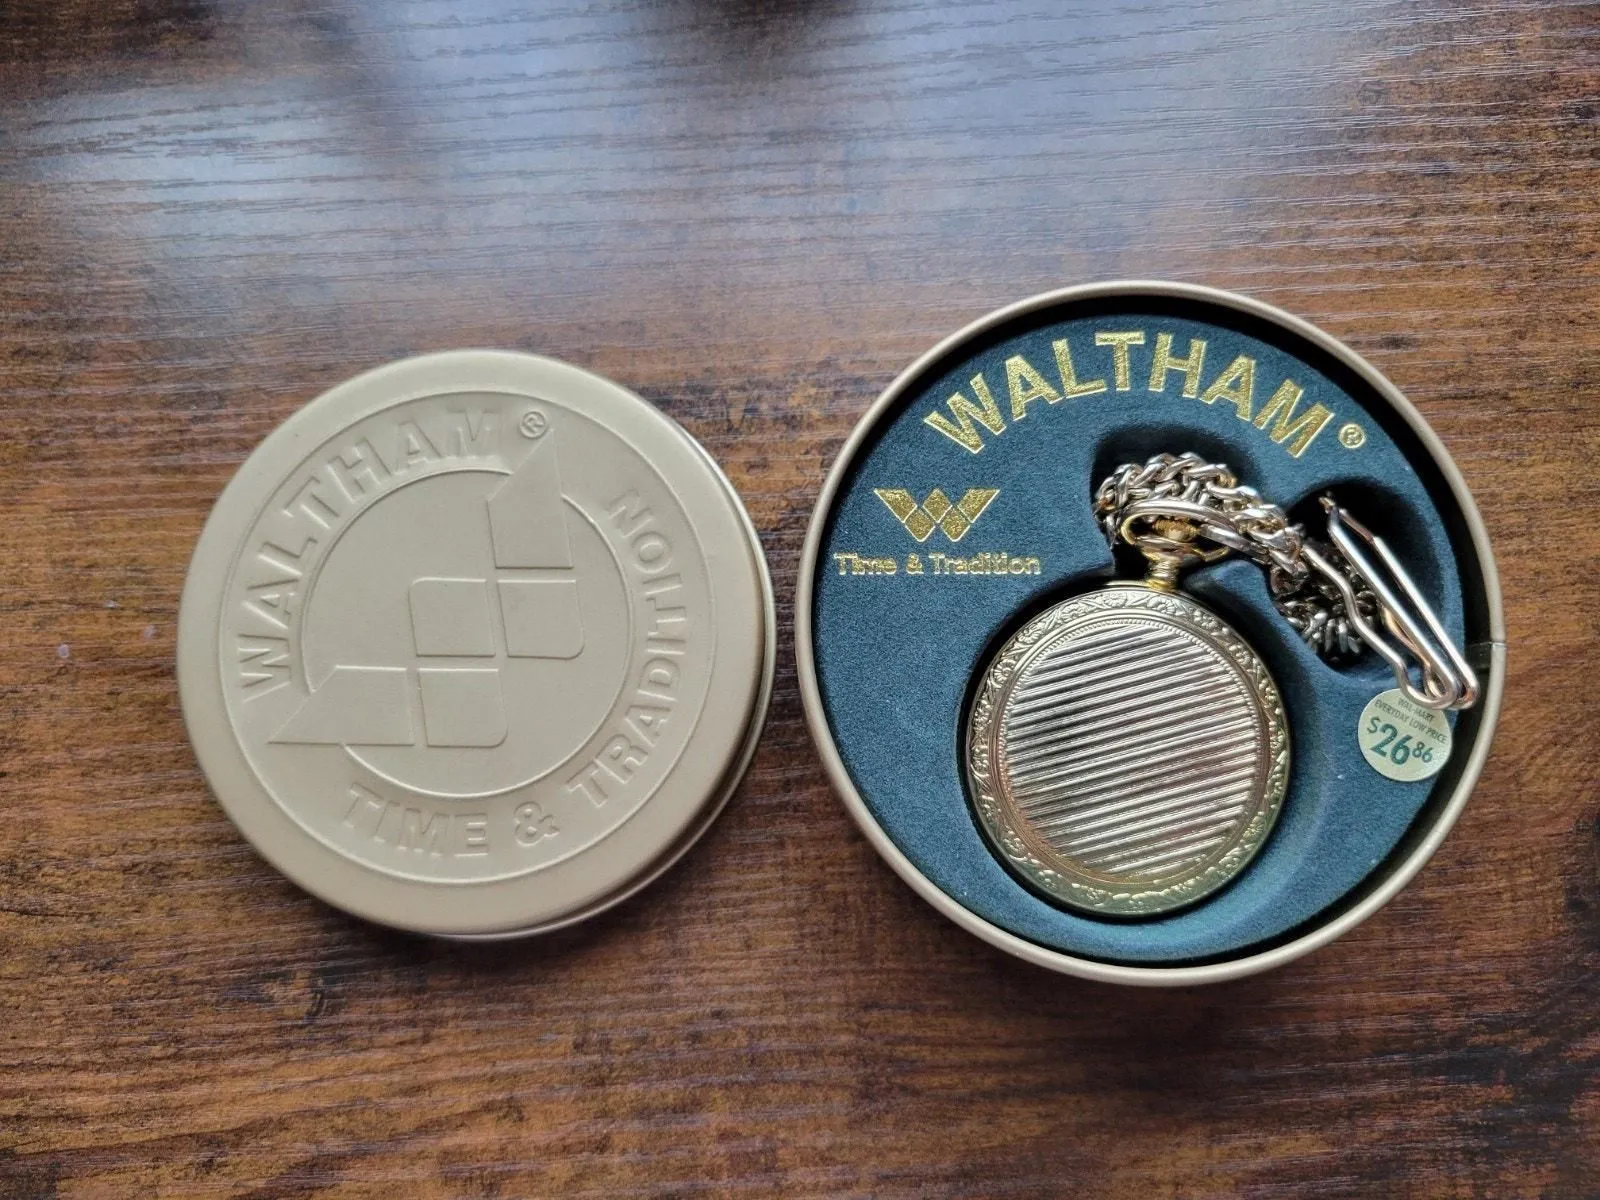 WALTHAM®
TIME & TRADITION
WALTHAM®
Time & Tradition
WAL*MART
EVERYDAY LOW PRICE
$26.86